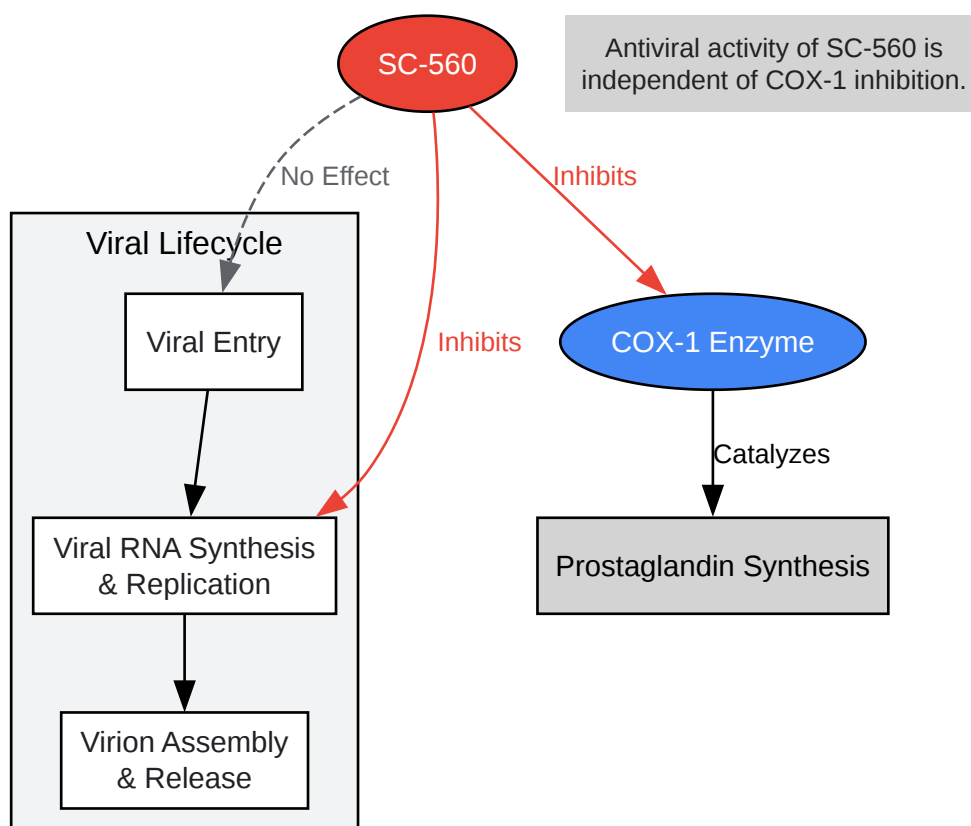 SC-560
Antiviral activity of SC-560 is
independent of COX-1 inhibition.
No Effect
Inhibits
Viral Lifecycle
Viral Entry
Inhibits
COX-1 Enzyme
Catalyzes
Viral RNA Synthesis
& Replication
Prostaglandin Synthesis
Virion Assembly
& Release